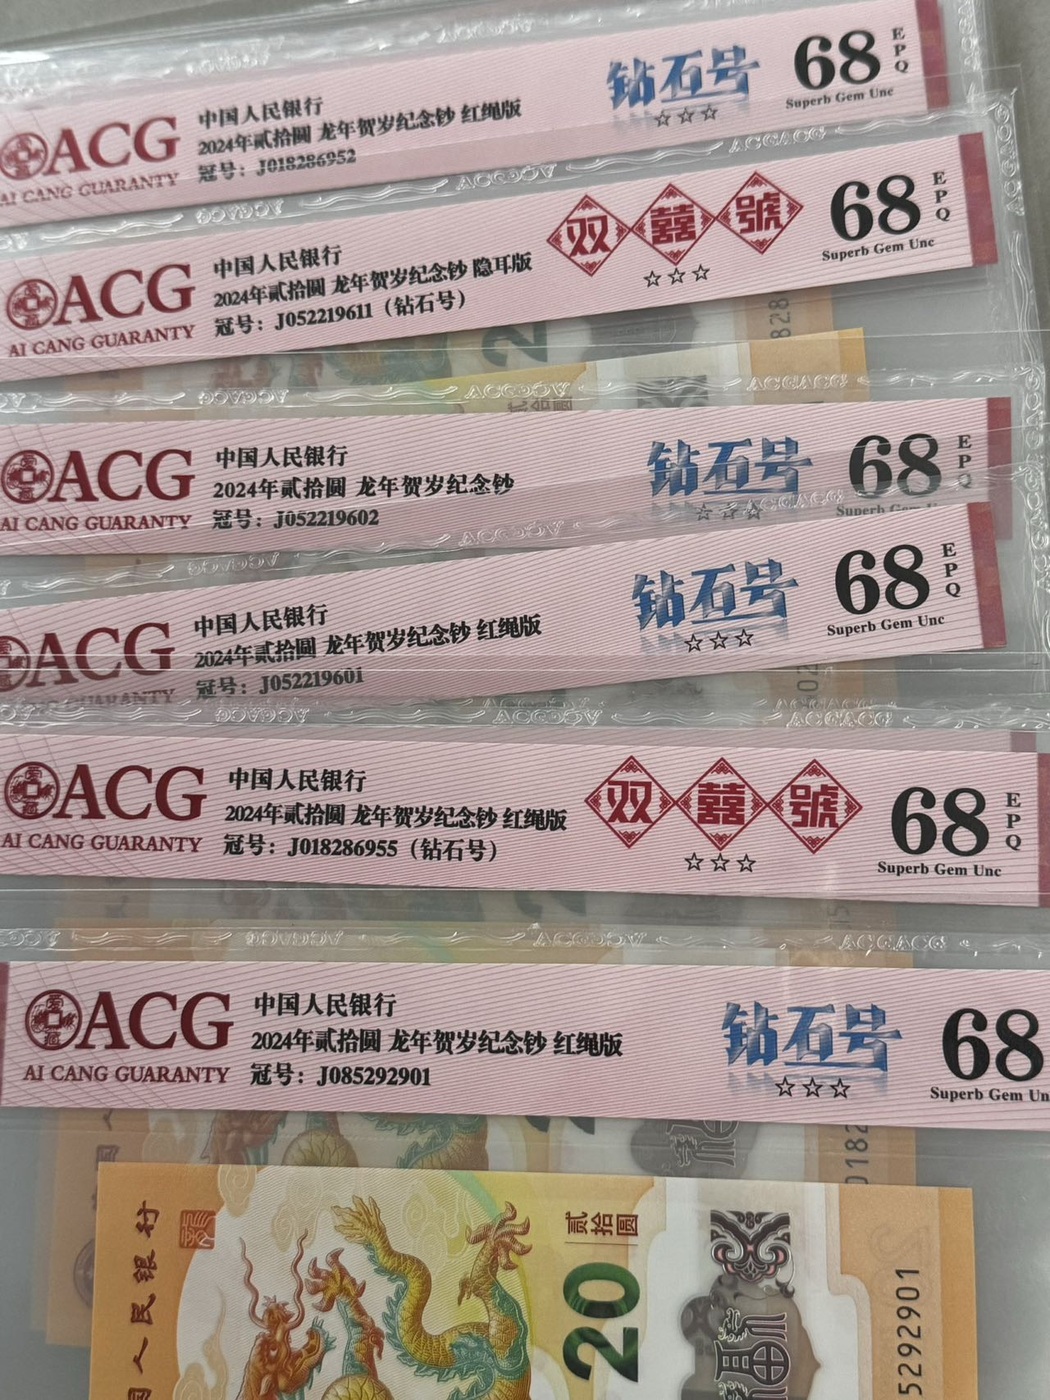 ACG
AI CANG GUARANTY
中国人民银行
2024年贰拾圆 龙年贺岁纪念钞 红绳版
冠号：J018286952
钻石号
☆☆☆
68
EPQ
Superb Gem Unc
ACG
AI CANG GUARANTY
中国人民银行
2024年贰拾圆 龙年贺岁纪念钞 隐耳版
冠号：J052219611（钻石号）
双囍號
☆☆☆
68
EPQ
Superb Gem Unc
ACG
AI CANG GUARANTY
中国人民银行
2024年贰拾圆 龙年贺岁纪念钞
冠号：J052219602
钻石号
☆☆☆
68
EPQ
ACG
AI CANG GUARANTY
中国人民银行
2024年贰拾圆 龙年贺岁纪念钞 红绳版
冠号：J052219601
钻石号
☆☆☆
68
EPQ
Superb Gem Unc
ACG
AI CANG GUARANTY
中国人民银行
2024年贰拾圆 龙年贺岁纪念钞 红绳版
冠号：J018286955（钻石号）
双囍號
☆☆☆
68
EPQ
Superb Gem Unc
ACG
AI CANG GUARANTY
中国人民银行
2024年贰拾圆 龙年贺岁纪念钞 红绳版
冠号：J085292901
钻石号
☆☆☆
68
Superb Gem Un
国人民银行
贰拾圆
20
5292901